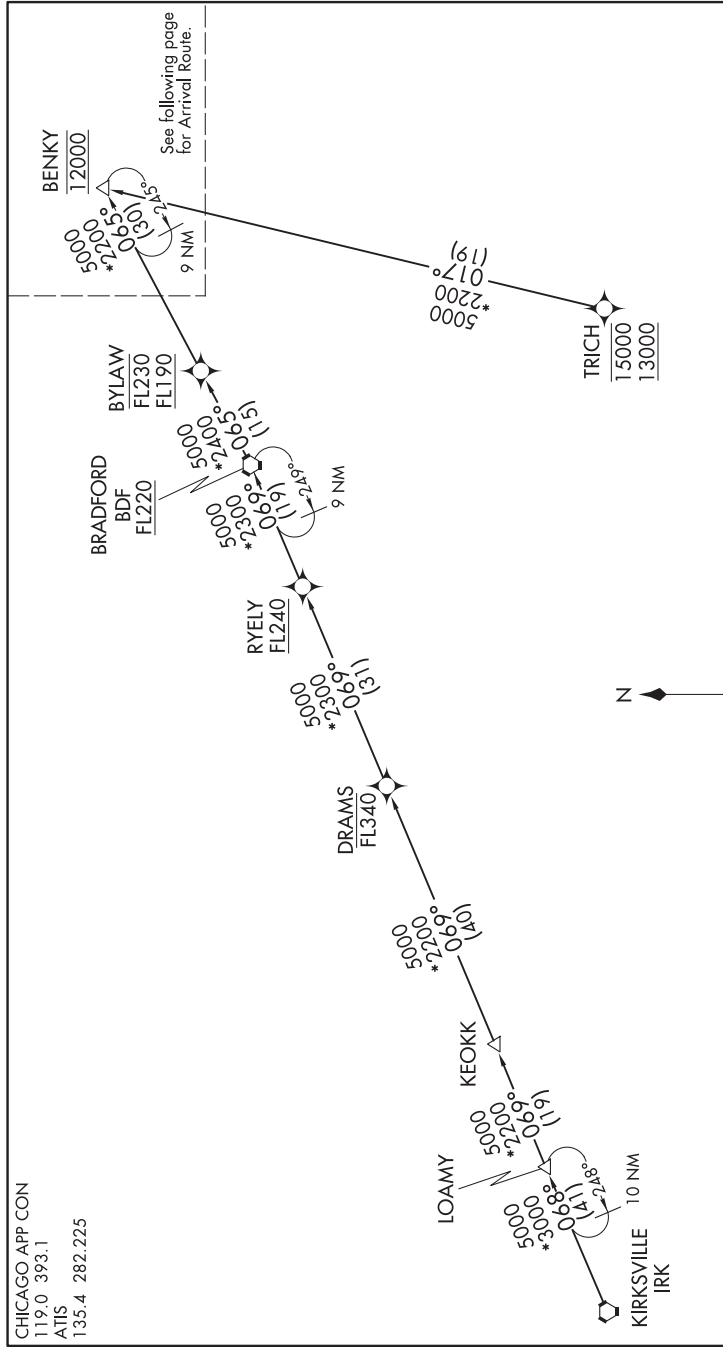 CHICAGO APP CON
119.0 393.1
ATIS
135.4 282.225
KIRKSVILLE
IRK
5000
*3000
068°
(41)
248°
10 NM
LOAMY
5000
*2200
069°
(19)
KEOKK
5000
*2200
069°
(40)
DRAMS
FL340
5000
*2300
069°
(31)
RYELY
FL240
5000
*2300
069°
(19)
249°
9 NM
BRADFORD
BDF
FL220
5000
*2400
065°
(15)
BYLAW
FL230
FL190
5000
*2200
065°
(30)
245°
9 NM
BENKY
12000
See following page
for Arrival Route.
5000
*2200
017°
(19)
TRICH
15000
13000
N